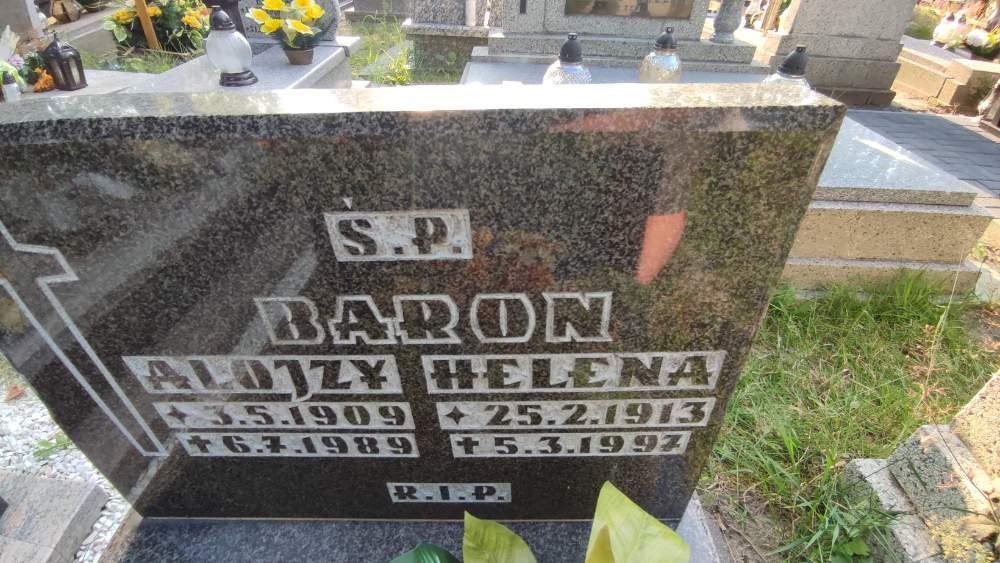 Ś.P.
BARON
ALOJZY HELENA
✦ 3.5.1909 ✦ 25.2.1913
✝ 6.7.1989 ✝ 5.3.1997
R.I.P.